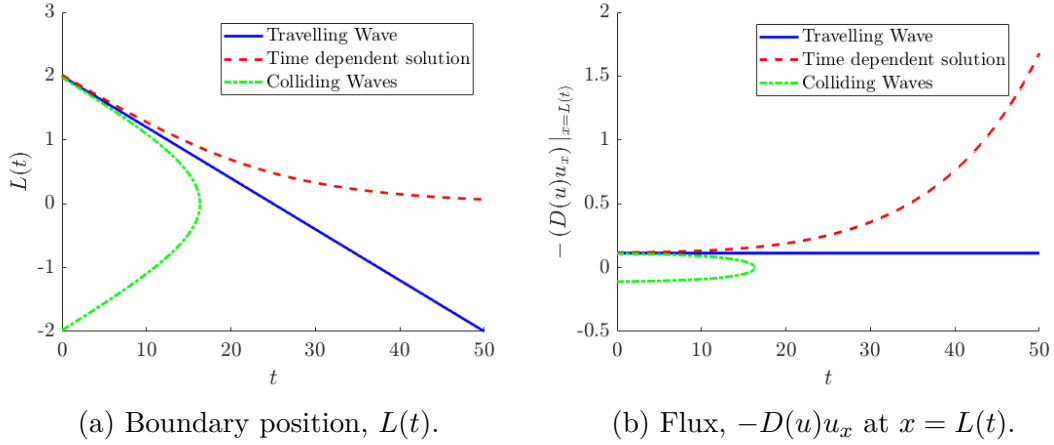 3
2
1
0
-1
-2
0
10
20
30
40
50
L(t)
t
Travelling Wave
Time dependent solution
Colliding Waves
(a) Boundary position, L(t).
2
1.5
1
0.5
0
-0.5
0
10
20
30
40
50
− (D(u)u_x) |_{x=L(t)}
t
Travelling Wave
Time dependent solution
Colliding Waves
(b) Flux, −D(u)u_x at x = L(t).